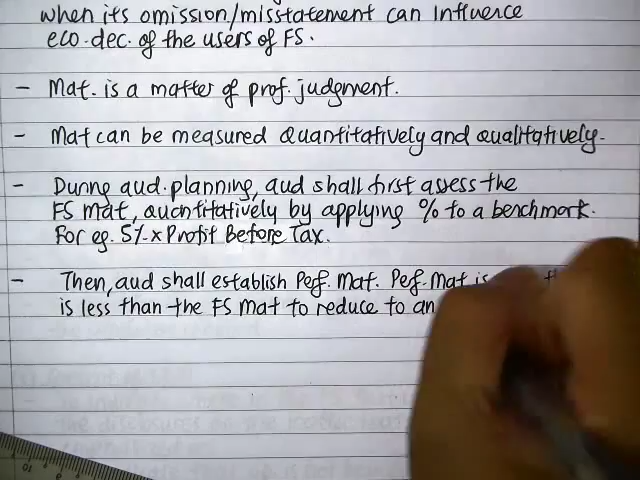 when its omission/misstatement can influence
eco.dec. of the users of FS.
- Mat. is a matter of prof. judgment.
- Mat can be measured quantitatively and qualitatively.
- During aud. planning, aud shall first assess the
FS mat, quantitatively by applying % to a benchmark.
For eg. 5% x Profit Before Tax.
- Then, aud shall establish Pef. Mat. Pef. Mat is
is less than the FS mat to reduce to an